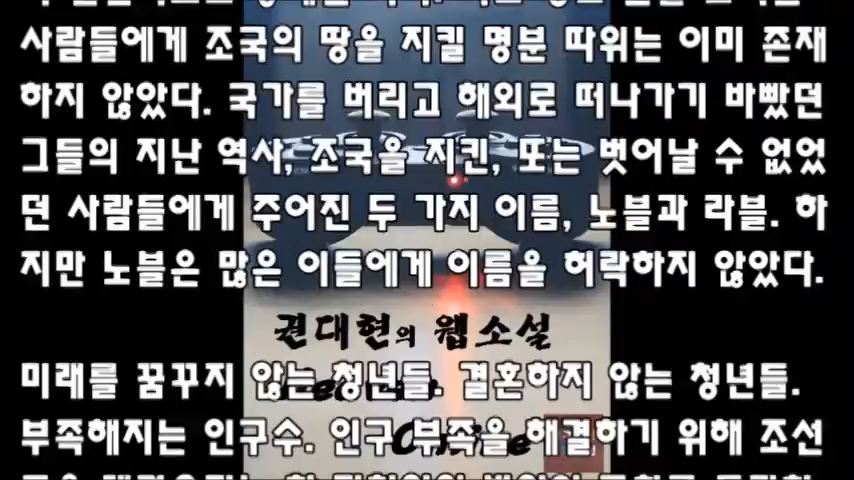 사람들에게 조국의 땅을 지킬 명분 따위는 이미 존재
하지 않았다. 국가를 버리고 해외로 떠나가기 바빴던
그들의 지난 역사, 조국을 지킨, 또는 벗어날 수 없었
던 사람들에게 주어진 두 가지 이름, 노블과 라블. 하
지만 노블은 많은 이들에게 이름을 허락하지 않았다.
권대현의 웹소설
미래를 꿈꾸지 않는 청년들. 결혼하지 않는 청년들.
부족해지는 인구수. 인구 부족을 해결하기 위해 조선
Online